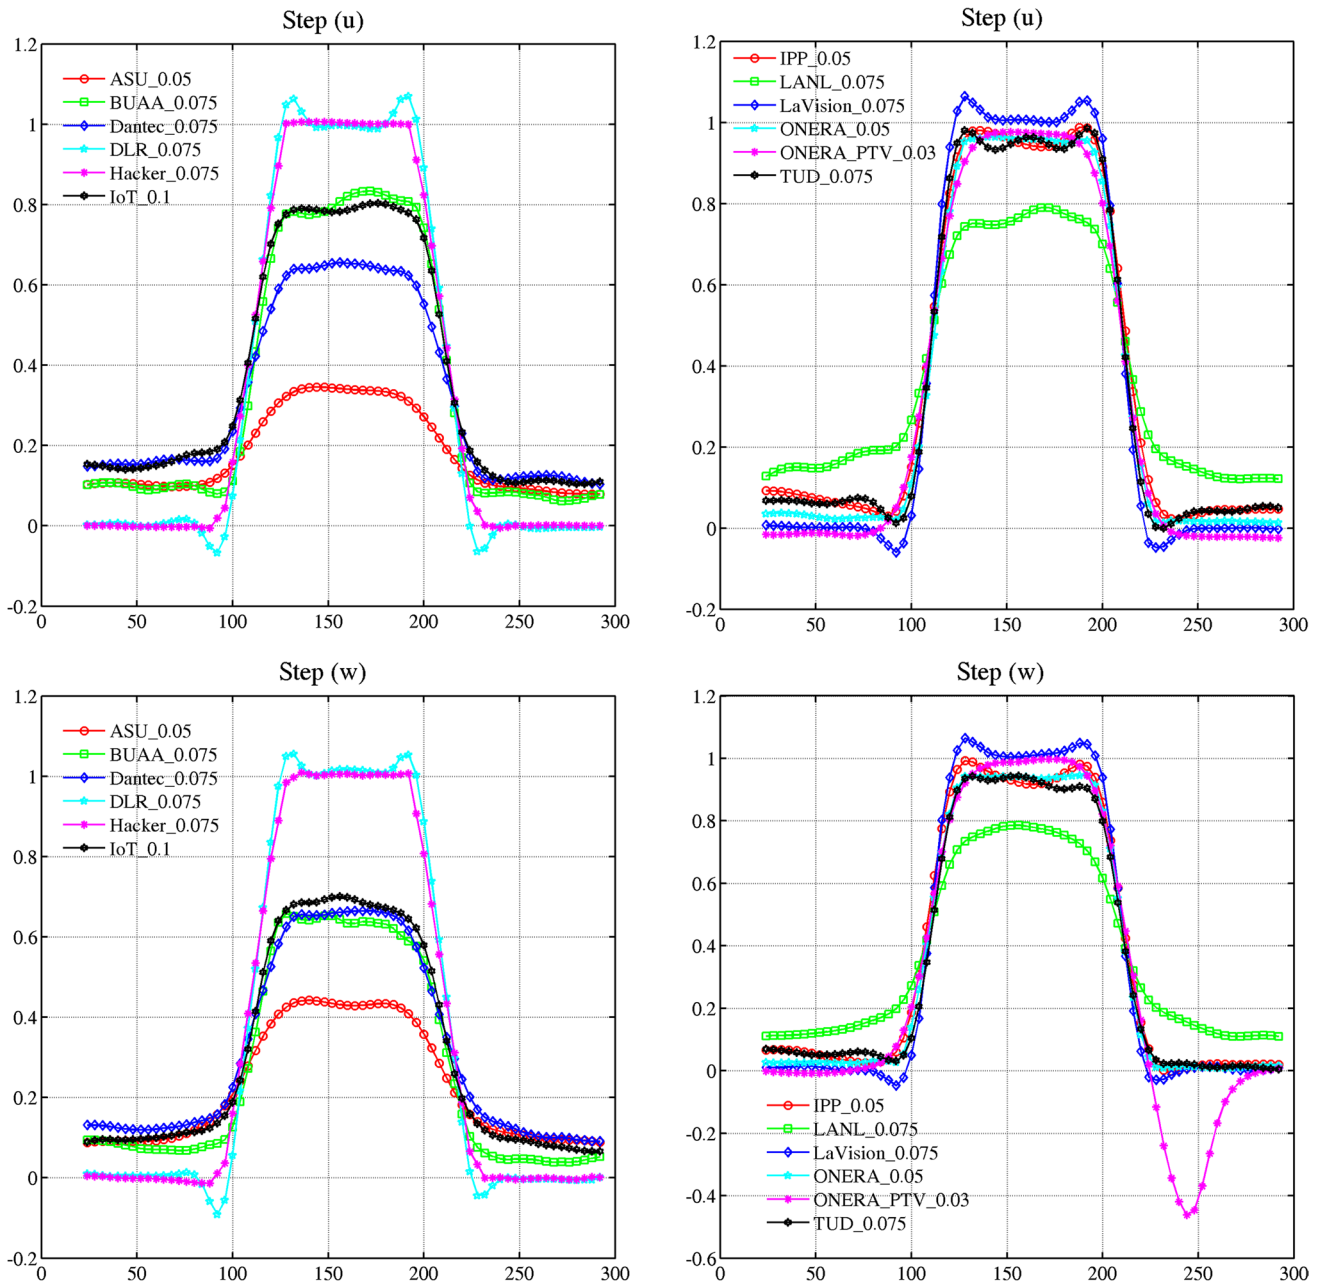 Step (u)
1.2
1
0.8
0.6
0.4
0.2
0
-0.2
0
50
100
150
200
250
300
ASU_0.05
BUAA_0.075
Dantec_0.075
DLR_0.075
Hacker_0.075
IoT_0.1
Step (u)
1.2
1
0.8
0.6
0.4
0.2
0
-0.2
0
50
100
150
200
250
300
IPP_0.05
LANL_0.075
LaVision_0.075
ONERA_0.05
ONERA_PTV_0.03
TUD_0.075
Step (w)
1.2
1
0.8
0.6
0.4
0.2
0
-0.2
0
50
100
150
200
250
300
ASU_0.05
BUAA_0.075
Dantec_0.075
DLR_0.075
Hacker_0.075
IoT_0.1
Step (w)
1.2
1
0.8
0.6
0.4
0.2
0
-0.2
-0.4
-0.6
0
50
100
150
200
250
300
IPP_0.05
LANL_0.075
LaVision_0.075
ONERA_0.05
ONERA_PTV_0.03
TUD_0.075